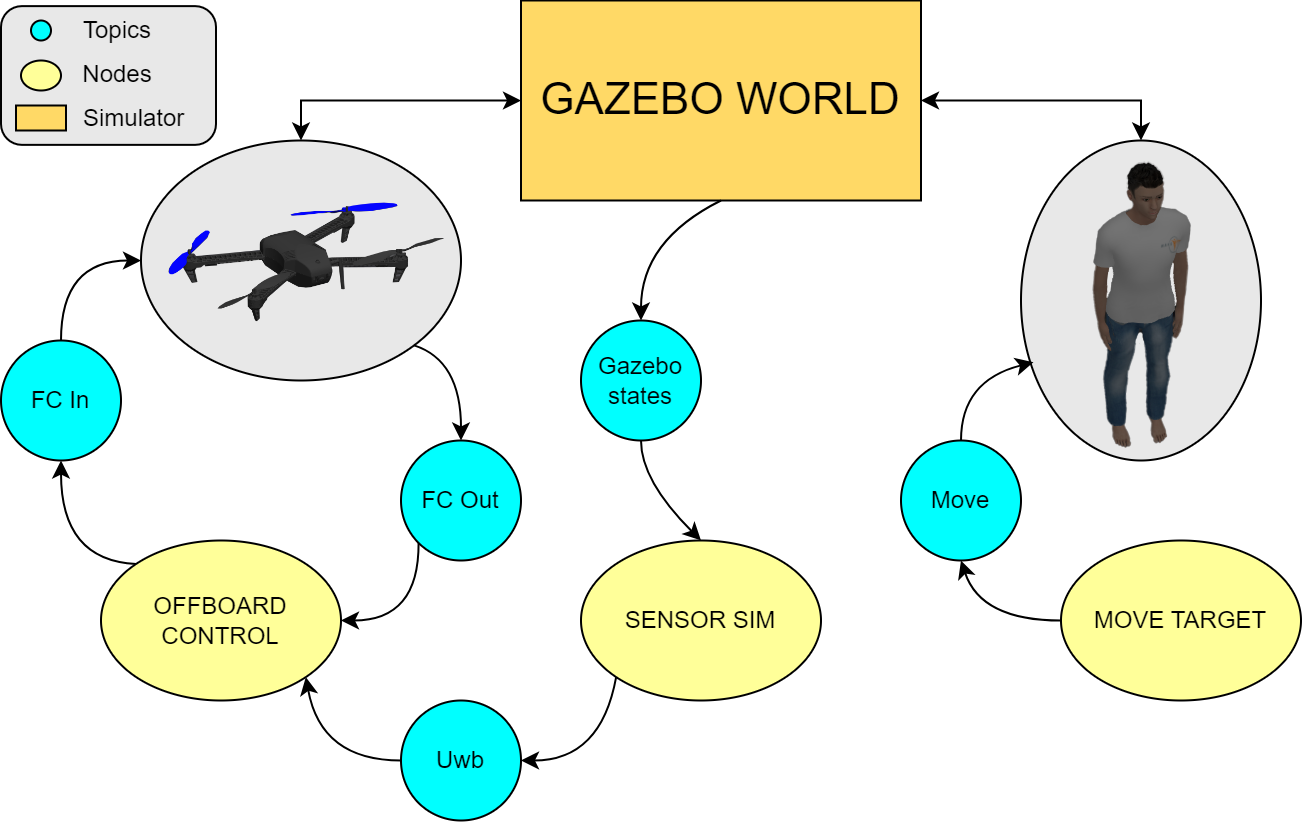 Topics
Nodes
Simulator
GAZEBO WORLD
FC In
FC Out
Gazebo
states
Move
OFFBOARD
CONTROL
SENSOR SIM
MOVE TARGET
Uwb